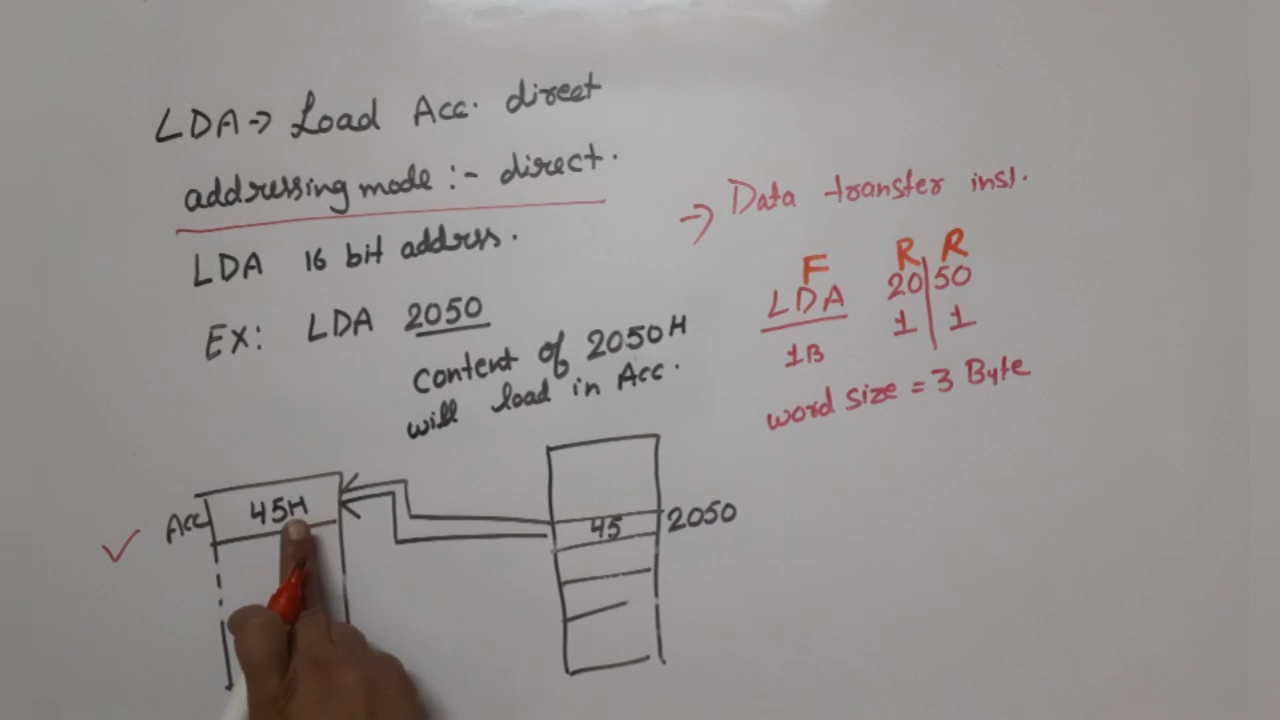 LDA → Load Acc. direct
addressing mode :- direct.
LDA 16 bit address.
EX: LDA 2050
content of 2050H
will load in Acc.
→ Data transfer inst.
F R R
LDA 20 50
1B 1 1
word size = 3 Byte
Acc 45H
45 2050